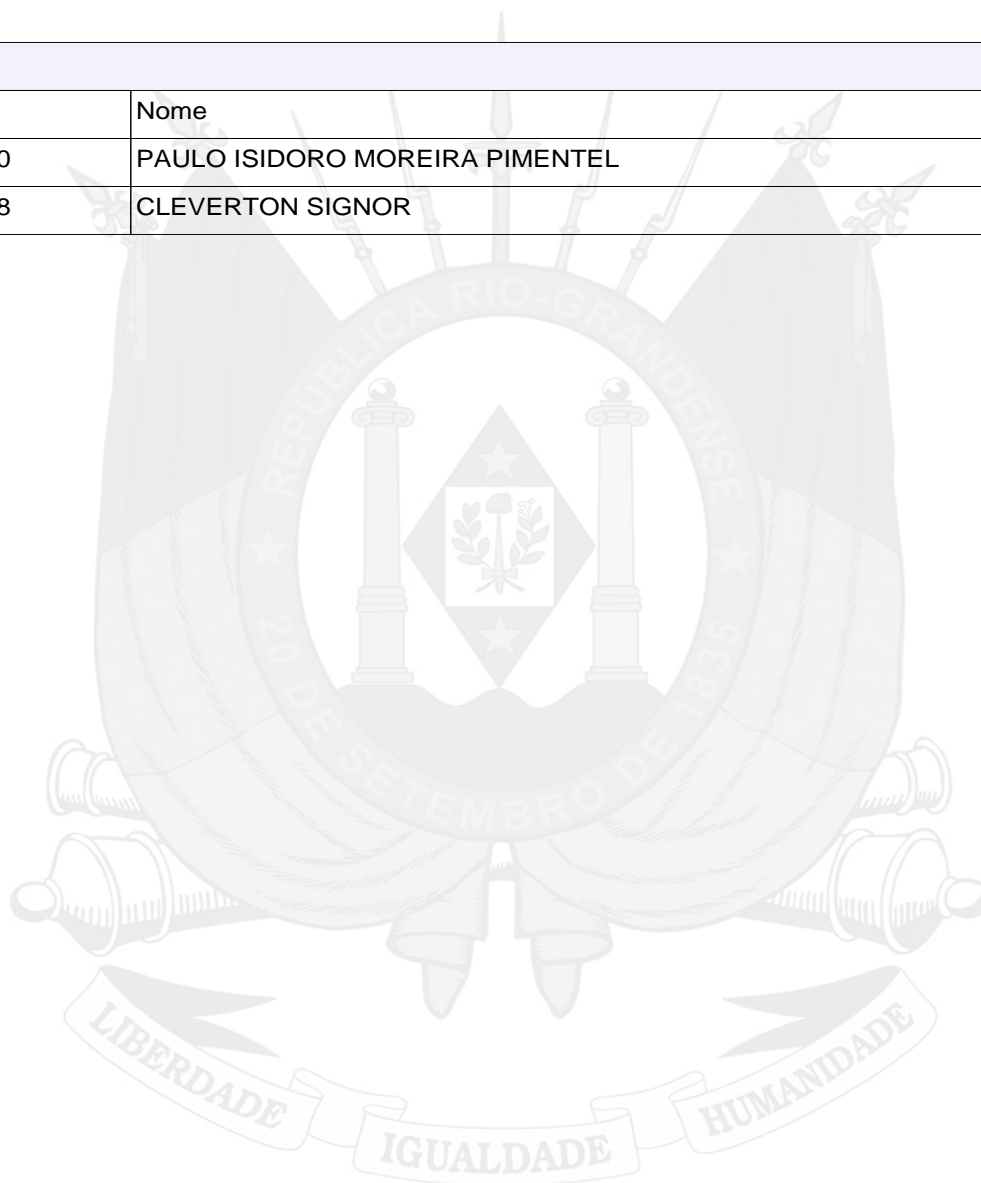 Nome
0 PAULO ISIDORO MOREIRA PIMENTEL
8 CLEVERTON SIGNOR
REPÚBLICA RIO-GRANDENSE
20 DE SETEMBRO DE 1835
LIBERDADE IGUALDADE HUMANIDADE